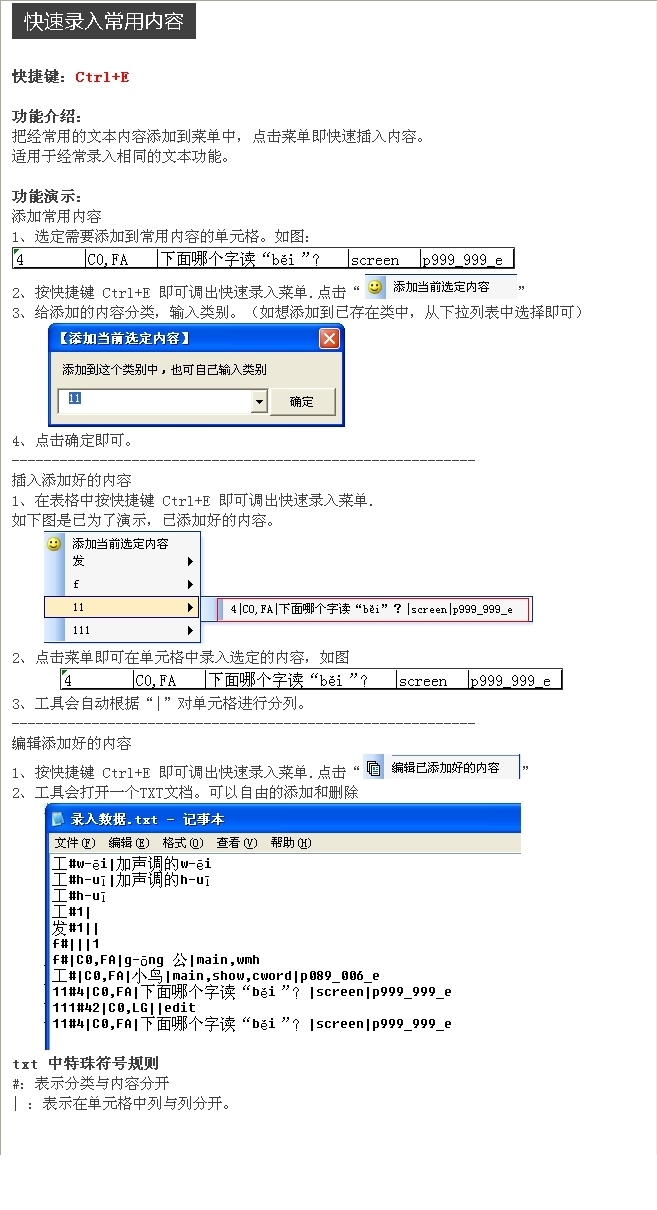 快速录入常用内容
快捷键：Ctrl+E
功能介绍：
把经常用的文本内容添加到菜单中，点击菜单即快速插入内容。
适用于经常录入相同的文本功能。
功能演示：
添加常用内容
1、选定需要添加到常用内容的单元格。如图：
4 C0,FA 下面哪个字读“běi ”？ screen p999_999_e
2、按快捷键 Ctrl+E 即可调出快速录入菜单.点击“ 添加当前选定内容 ”
3、给添加的内容分类，输入类别。（如想添加到已存在类中，从下拉列表中选择即可）
【添加当前选定内容】
添加到这个类别中，也可自己输入类别
11 确定
4、点击确定即可。
----------------------------------------------------------
插入添加好的内容
1、在表格中按快捷键 Ctrl+E 即可调出快速录入菜单.
如下图是已为了演示，已添加好的内容。
添加当前选定内容
发
f
11 4|C0,FA|下面哪个字读“běi”？|screen|p999_999_e
111
2、点击菜单即可在单元格中录入选定的内容，如图
4 C0,FA 下面哪个字读“běi ”？ screen p999_999_e
3、工具会自动根据“|”对单元格进行分列。
----------------------------------------------------------
编辑添加好的内容
1、按快捷键 Ctrl+E 即可调出快速录入菜单.点击“ 编辑已添加好的内容 ”
2、工具会打开一个TXT文档。可以自由的添加和删除
录入数据.txt - 记事本
文件(F) 编辑(E) 格式(O) 查看(V) 帮助(H)
工#w-ēi|加声调的w-ēi
工#h-uī|加声调的h-uī
工#h-uī
工#1|
发#1||
f#|||1
f#|C0,FA|g-ōng 公|main,wmh
工#|C0,FA|小鸟|main,show,cword|p089_006_e
11#4|C0,FA|下面哪个字读“běi ”？|screen|p999_999_e
111#42|C0,LG||edit
11#4|C0,FA|下面哪个字读“běi ”？|screen|p999_999_e
txt 中特殊符号规则
#：表示分类与内容分开
|：表示在单元格中列与列分开。